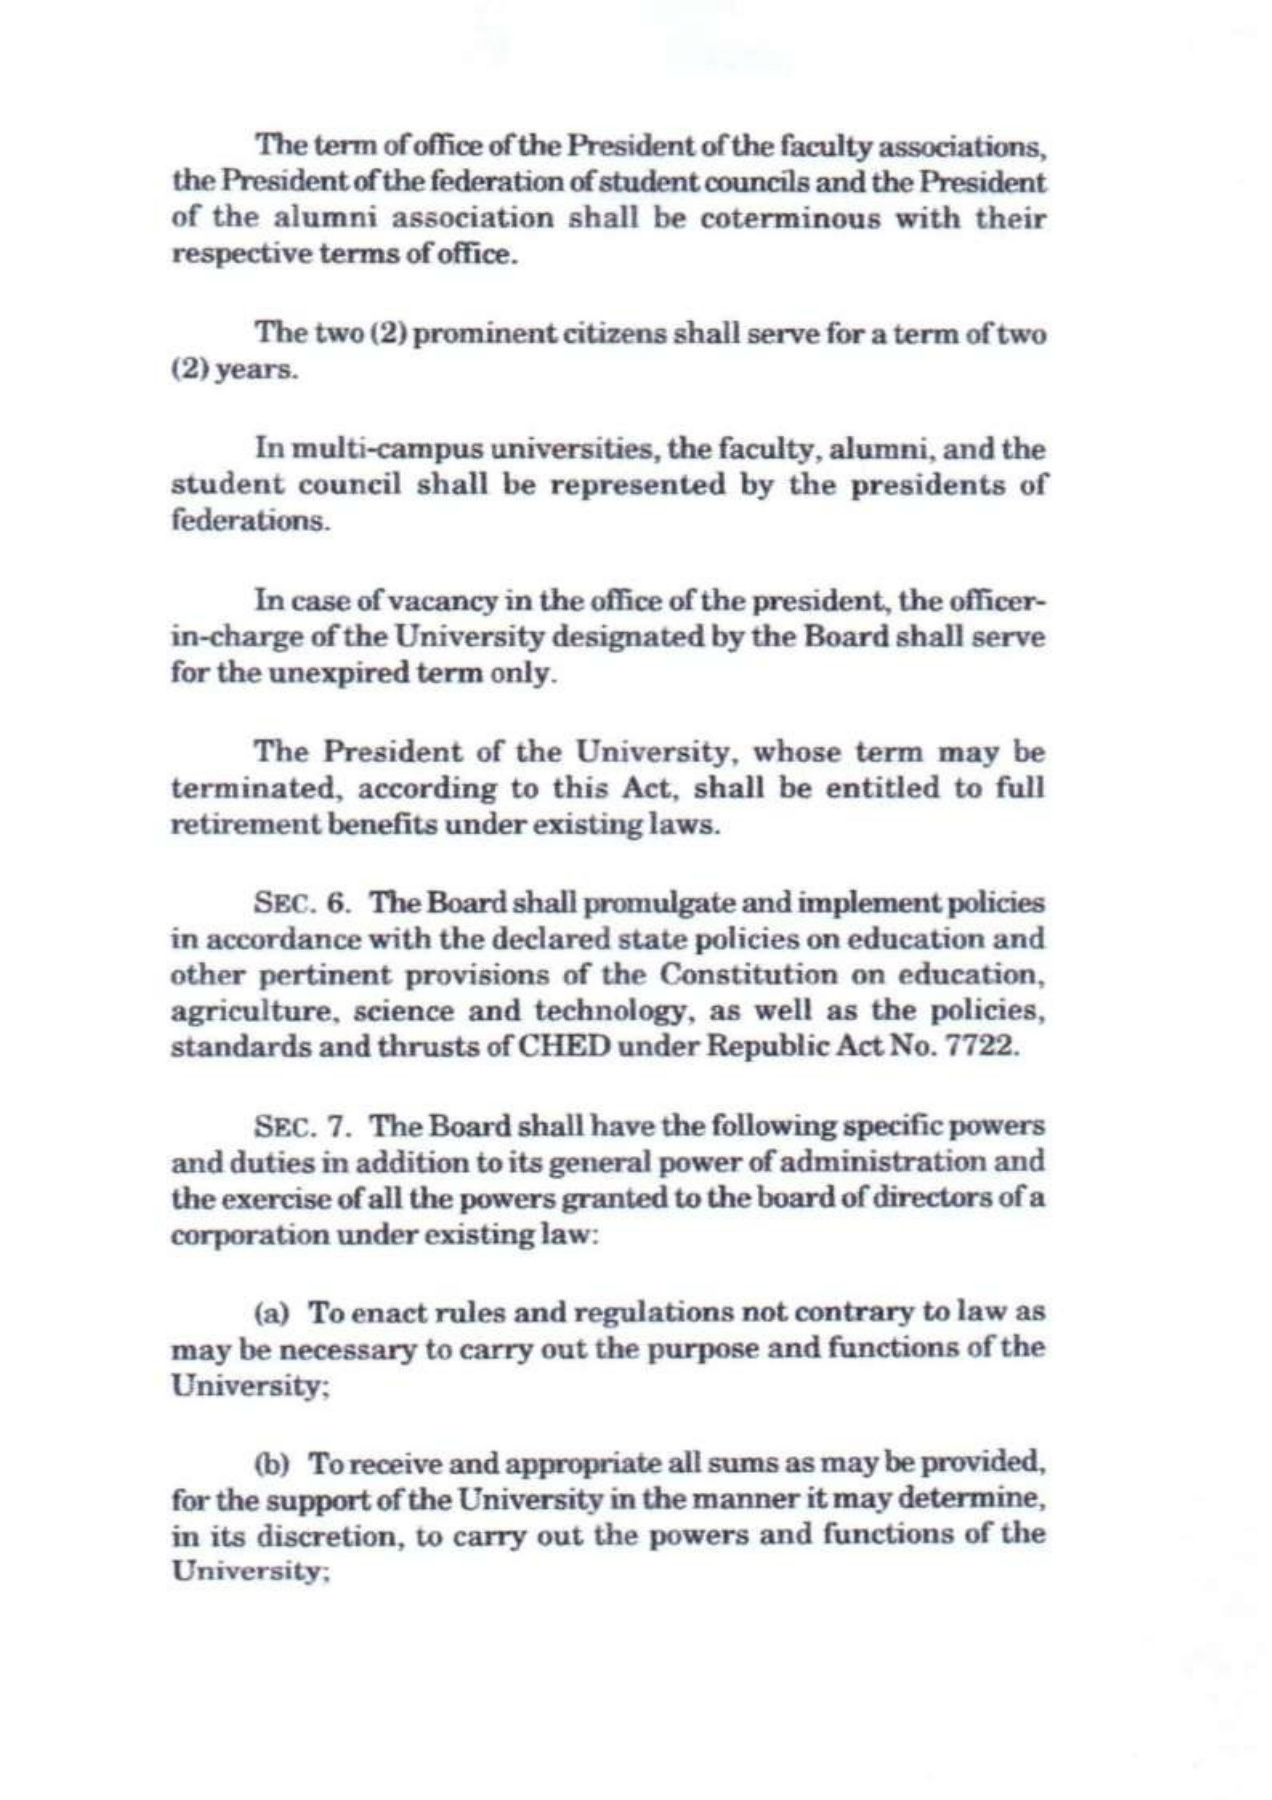 The term of office of the President of the faculty associations,
the President of the federation of student councils and the President
of the alumni association shall be coterminous with their
respective terms of office.
The two (2) prominent citizens shall serve for a term of two
(2) years.
In multi-campus universities, the faculty, alumni, and the
student council shall be represented by the presidents of
federations.
In case of vacancy in the office of the president, the officer-
in-charge of the University designated by the Board shall serve
for the unexpired term only.
The President of the University, whose term may be
terminated, according to this Act, shall be entitled to full
retirement benefits under existing laws.
SEC. 6. The Board shall promulgate and implement policies
in accordance with the declared state policies on education and
other pertinent provisions of the Constitution on education,
agriculture, science and technology, as well as the policies,
standards and thrusts of CHED under Republic Act No. 7722.
SEC. 7. The Board shall have the following specific powers
and duties in addition to its general power of administration and
the exercise of all the powers granted to the board of directors of a
corporation under existing law:
(a) To enact rules and regulations not contrary to law as
may be necessary to carry out the purpose and functions of the
University;
(b) To receive and appropriate all sums as may be provided,
for the support of the University in the manner it may determine,
in its discretion, to carry out the powers and functions of the
University;